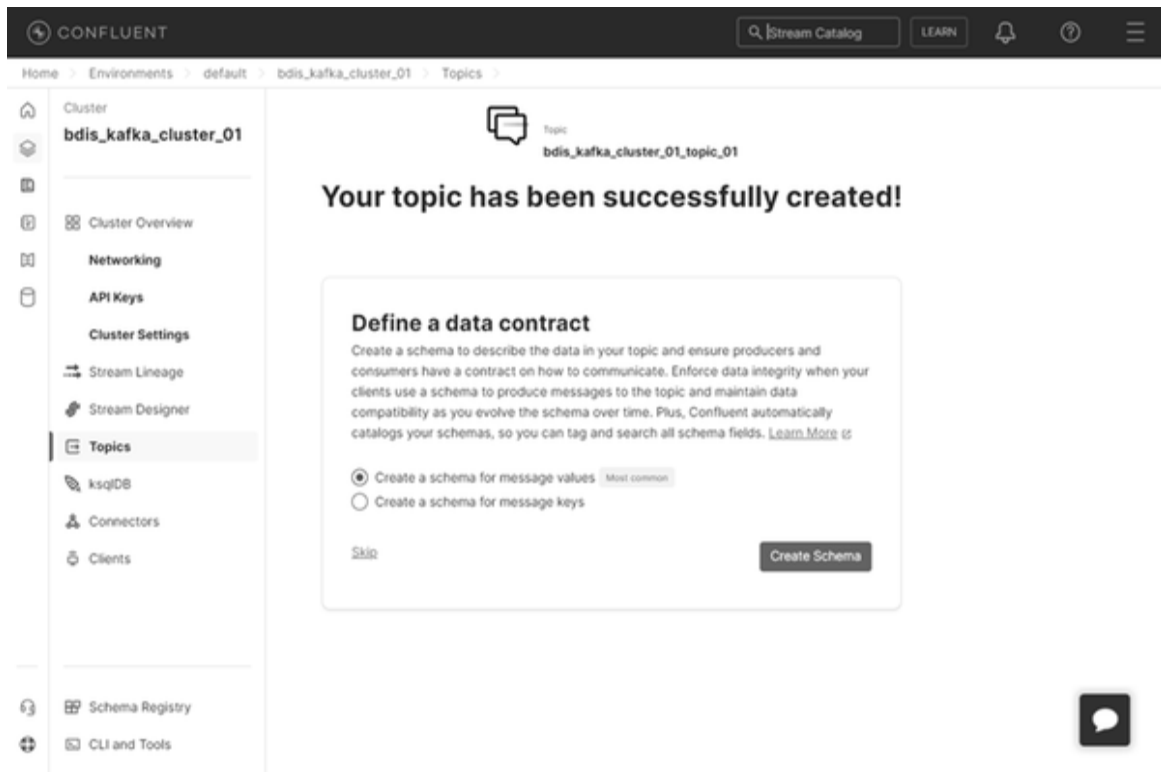 CONFLUENT
Stream Catalog
LEARN
Home > Environments > default > bdis_kafka_cluster_01 > Topics >
Cluster
bdis_kafka_cluster_01
Cluster Overview
Networking
API Keys
Cluster Settings
Stream Lineage
Stream Designer
Topics
ksqlDB
Connectors
Clients
Schema Registry
CLI and Tools
Topic
bdis_kafka_cluster_01_topic_01
Your topic has been successfully created!
Define a data contract
Create a schema to describe the data in your topic and ensure producers and
consumers have a contract on how to communicate. Enforce data integrity when your
clients use a schema to produce messages to the topic and maintain data
compatibility as you evolve the schema over time. Plus, Confluent automatically
catalogs your schemas, so you can tag and search all schema fields. Learn More
Create a schema for message values Most common
Create a schema for message keys
Skip
Create Schema